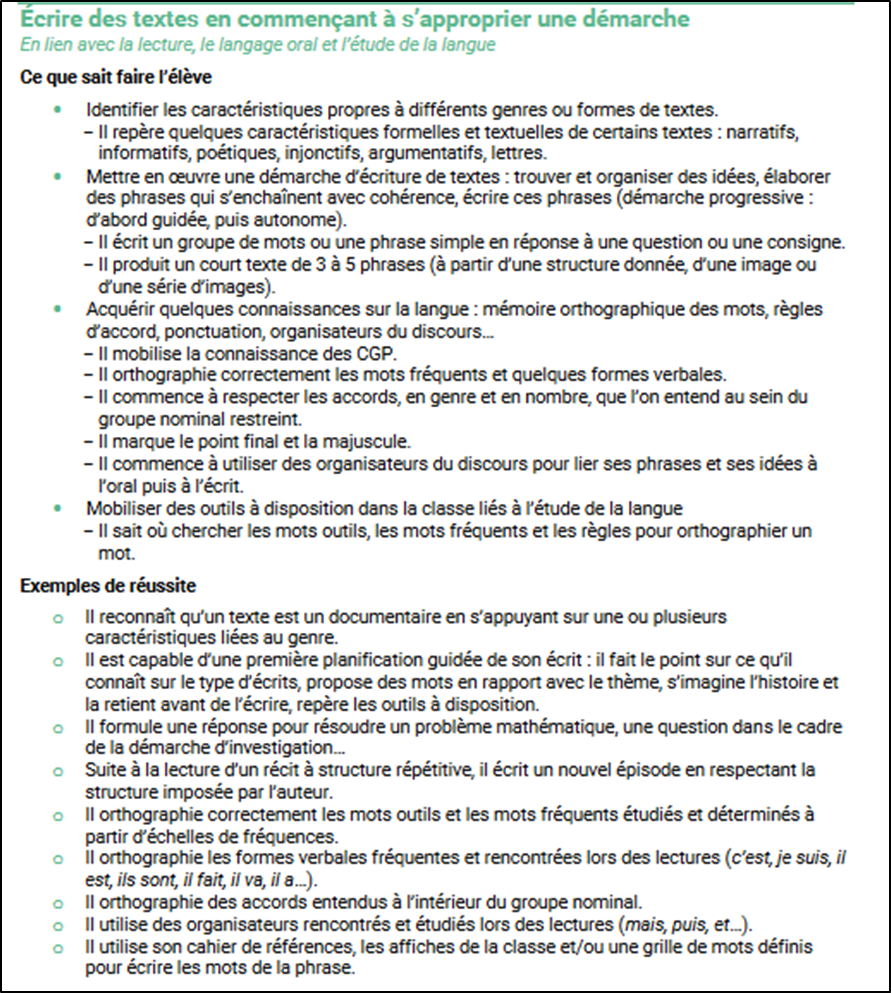 Écrire des textes en commençant à s'approprier une démarche
En lien avec la lecture, le langage oral et l'étude de la langue
Ce que sait faire l'élève
• Identifier les caractéristiques propres à différents genres ou formes de textes.
– Il repère quelques caractéristiques formelles et textuelles de certains textes : narratifs,
informatifs, poétiques, injonctifs, argumentatifs, lettres.
• Mettre en œuvre une démarche d'écriture de textes : trouver et organiser des idées, élaborer
des phrases qui s'enchaînent avec cohérence, écrire ces phrases (démarche progressive :
d'abord guidée, puis autonome).
– Il écrit un groupe de mots ou une phrase simple en réponse à une question ou une consigne.
– Il produit un court texte de 3 à 5 phrases (à partir d'une structure donnée, d'une image ou
d'une série d'images).
• Acquérir quelques connaissances sur la langue : mémoire orthographique des mots, règles
d'accord, ponctuation, organisateurs du discours…
– Il mobilise la connaissance des CGP.
– Il orthographie correctement les mots fréquents et quelques formes verbales.
– Il commence à respecter les accords, en genre et en nombre, que l'on entend au sein du
groupe nominal restreint.
– Il marque le point final et la majuscule.
– Il commence à utiliser des organisateurs du discours pour lier ses phrases et ses idées à
l'oral puis à l'écrit.
• Mobiliser des outils à disposition dans la classe liés à l'étude de la langue
– Il sait où chercher les mots outils, les mots fréquents et les règles pour orthographier un
mot.
Exemples de réussite
o Il reconnaît qu'un texte est un documentaire en s'appuyant sur une ou plusieurs
caractéristiques liées au genre.
o Il est capable d'une première planification guidée de son écrit : il fait le point sur ce qu'il
connaît sur le type d'écrits, propose des mots en rapport avec le thème, s'imagine l'histoire et
la retient avant de l'écrire, repère les outils à disposition.
o Il formule une réponse pour résoudre un problème mathématique, une question dans le cadre
de la démarche d'investigation…
o Suite à la lecture d'un récit à structure répétitive, il écrit un nouvel épisode en respectant la
structure imposée par l'auteur.
o Il orthographie correctement les mots outils et les mots fréquents étudiés et déterminés à
partir d'échelles de fréquences.
o Il orthographie les formes verbales fréquentes et rencontrées lors des lectures (c'est, je suis, il
est, ils sont, il fait, il va, il a…).
o Il orthographie des accords entendus à l'intérieur du groupe nominal.
o Il utilise des organisateurs rencontrés et étudiés lors des lectures (mais, puis, et…).
o Il utilise son cahier de références, les affiches de la classe et/ou une grille de mots définis
pour écrire les mots de la phrase.